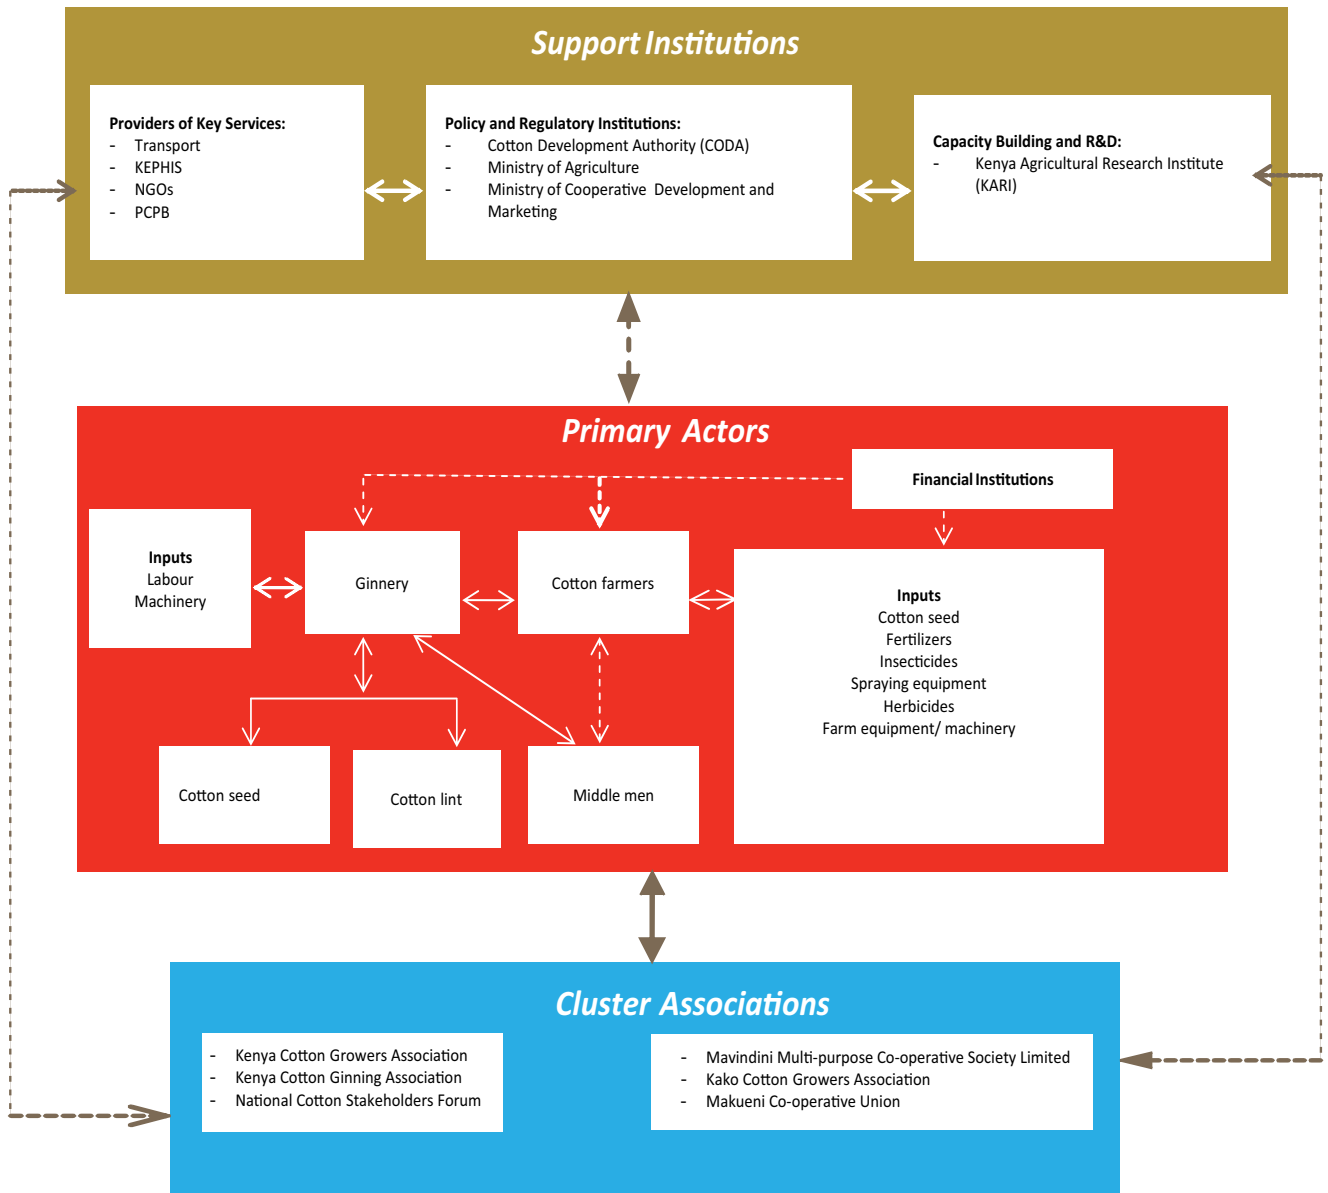 Support Institutions
Providers of Key Services:
- Transport
- KEPHIS
- NGOs
- PCPB
Policy and Regulatory Institutions:
- Cotton Development Authority (CODA)
- Ministry of Agriculture
- Ministry of Cooperative Development and
Marketing
Capacity Building and R&D:
- Kenya Agricultural Research Institute
(KARI)
Primary Actors
Financial Institutions
Inputs
Labour
Machinery
Ginnery
Cotton farmers
Inputs
Cotton seed
Fertilizers
Insecticides
Spraying equipment
Herbicides
Farm equipment/ machinery
Cotton seed
Cotton lint
Middle men
Cluster Associations
- Kenya Cotton Growers Association
- Kenya Cotton Ginning Association
- National Cotton Stakeholders Forum
- Mavindini Multi-purpose Co-operative Society Limited
- Kako Cotton Growers Association
- Makueni Co-operative Union